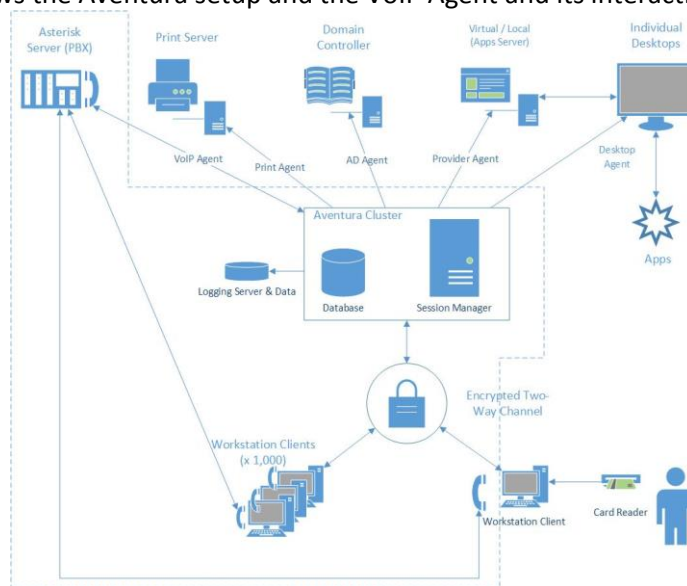 Asterisk
Server (PBX)
Print Server
Domain
Controller
Virtual / Local
(Apps Server)
Individual
Desktops
VoIP Agent
Print Agent
AD Agent
Provider Agent
Desktop
Agent
Aventura Cluster
Apps
Logging Server & Data
Database
Session Manager
Encrypted Two-
Way Channel
Workstation Clients
(x 1,000)
Workstation Client
Card Reader